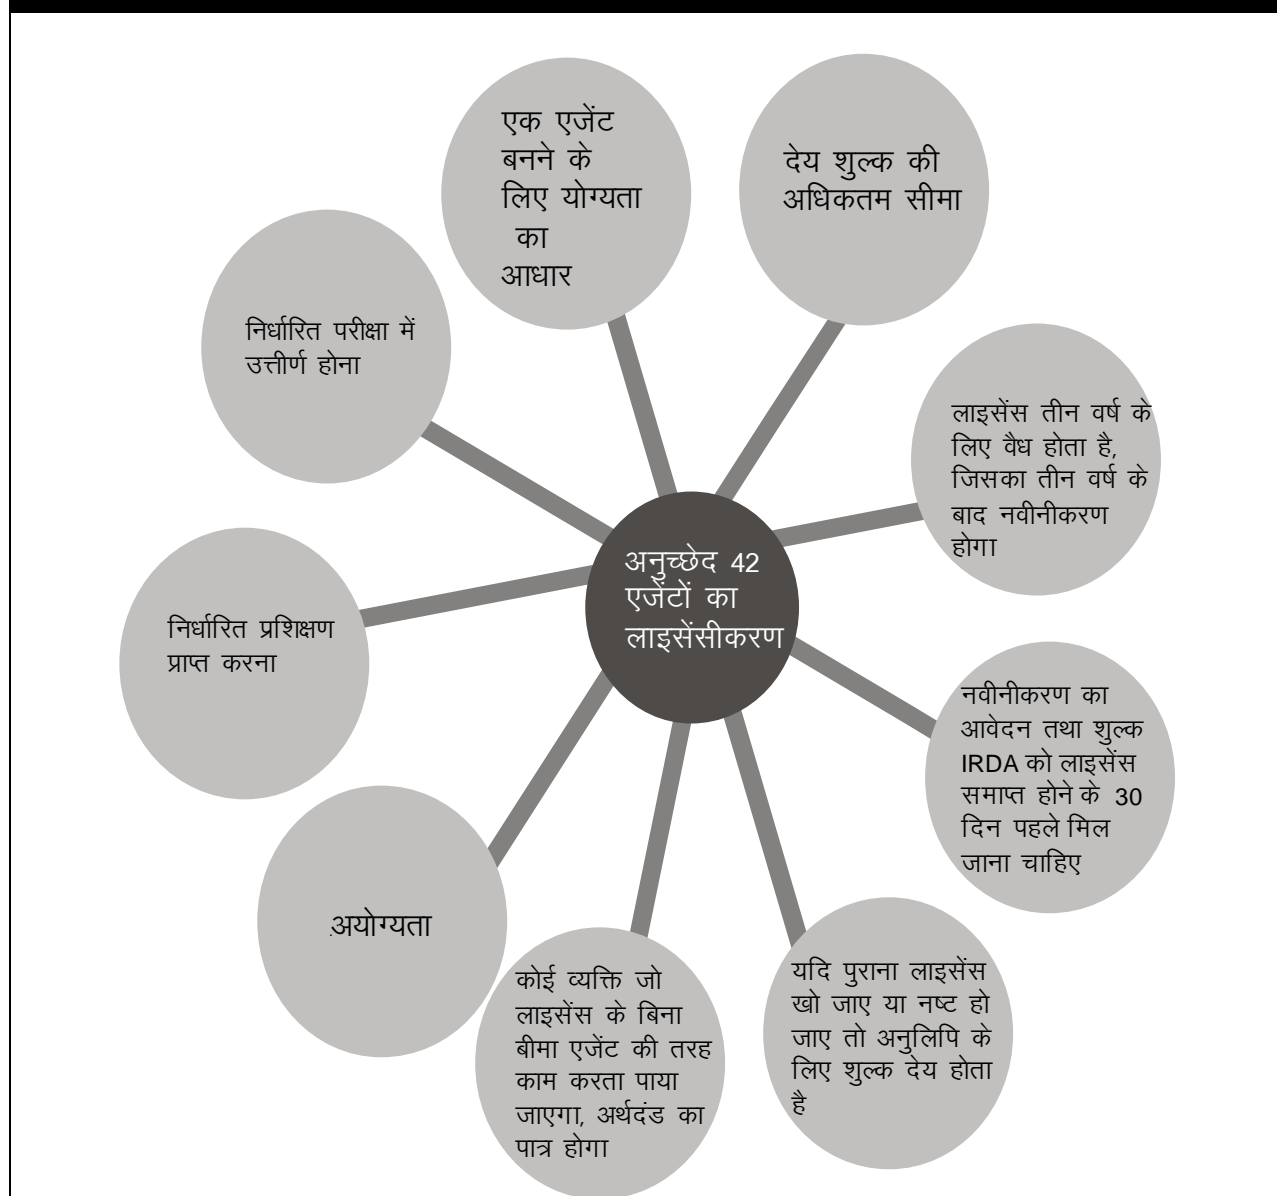 एक एजेंट
बनने के
लिए योग्यता
का
आधार
देय शुल्क की
अधिकतम सीमा
निर्धारित परीक्षा में
उत्तीर्ण होना
लाइसेंस तीन वर्ष के
लिए वैध होता है,
जिसका तीन वर्ष के
बाद नवीनीकरण
होगा
अनुच्छेद 42
एजेंटों का
लाइसेंसीकरण
निर्धारित प्रशिक्षण
प्राप्त करना
नवीनीकरण का
आवेदन तथा शुल्क
IRDA को लाइसेंस
समाप्त होने के 30
दिन पहले मिल
जाना चाहिए
अयोग्यता
कोई व्यक्ति जो
लाइसेंस के बिना
बीमा एजेंट की तरह
काम करता पाया
जाएगा, अर्थदंड का
पात्र होगा
यदि पुराना लाइसेंस
खो जाए या नष्ट हो
जाए तो अनुलिपि के
लिए शुल्क देय होता
है